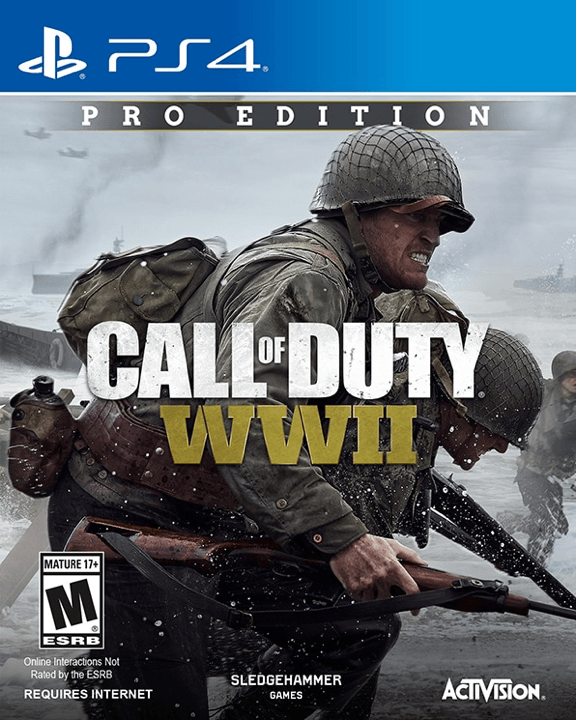 PS4
PRO EDITION
CALL OF DUTY
WWII
MATURE 17+
M
ESRB
Online Interactions Not
Rated by the ESRB
REQUIRES INTERNET
SLEDGEHAMMER
GAMES
ACTIVISION